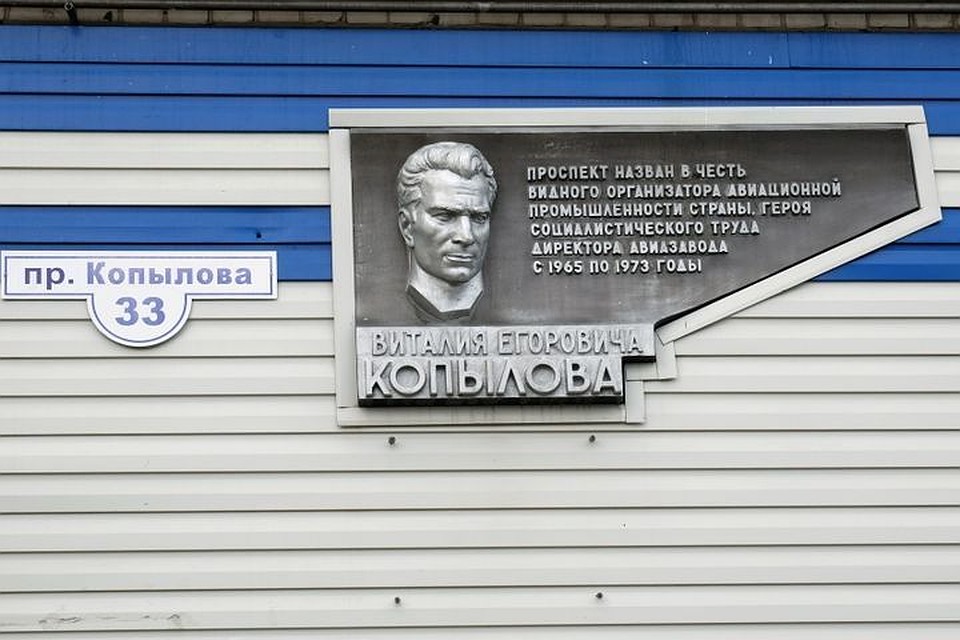 пр. Копылова
33
ПРОСПЕКТ НАЗВАН В ЧЕСТЬ
ВИДНОГО ОРГАНИЗАТОРА АВИАЦИОННОЙ
ПРОМЫШЛЕННОСТИ СТРАНЫ, ГЕРОЯ
СОЦИАЛИСТИЧЕСКОГО ТРУДА
ДИРЕКТОРА АВИАЗАВОДА
С 1965 ПО 1973 ГОДЫ
ВИТАЛИЯ ЕГОРОВИЧА
КОПЫЛОВА